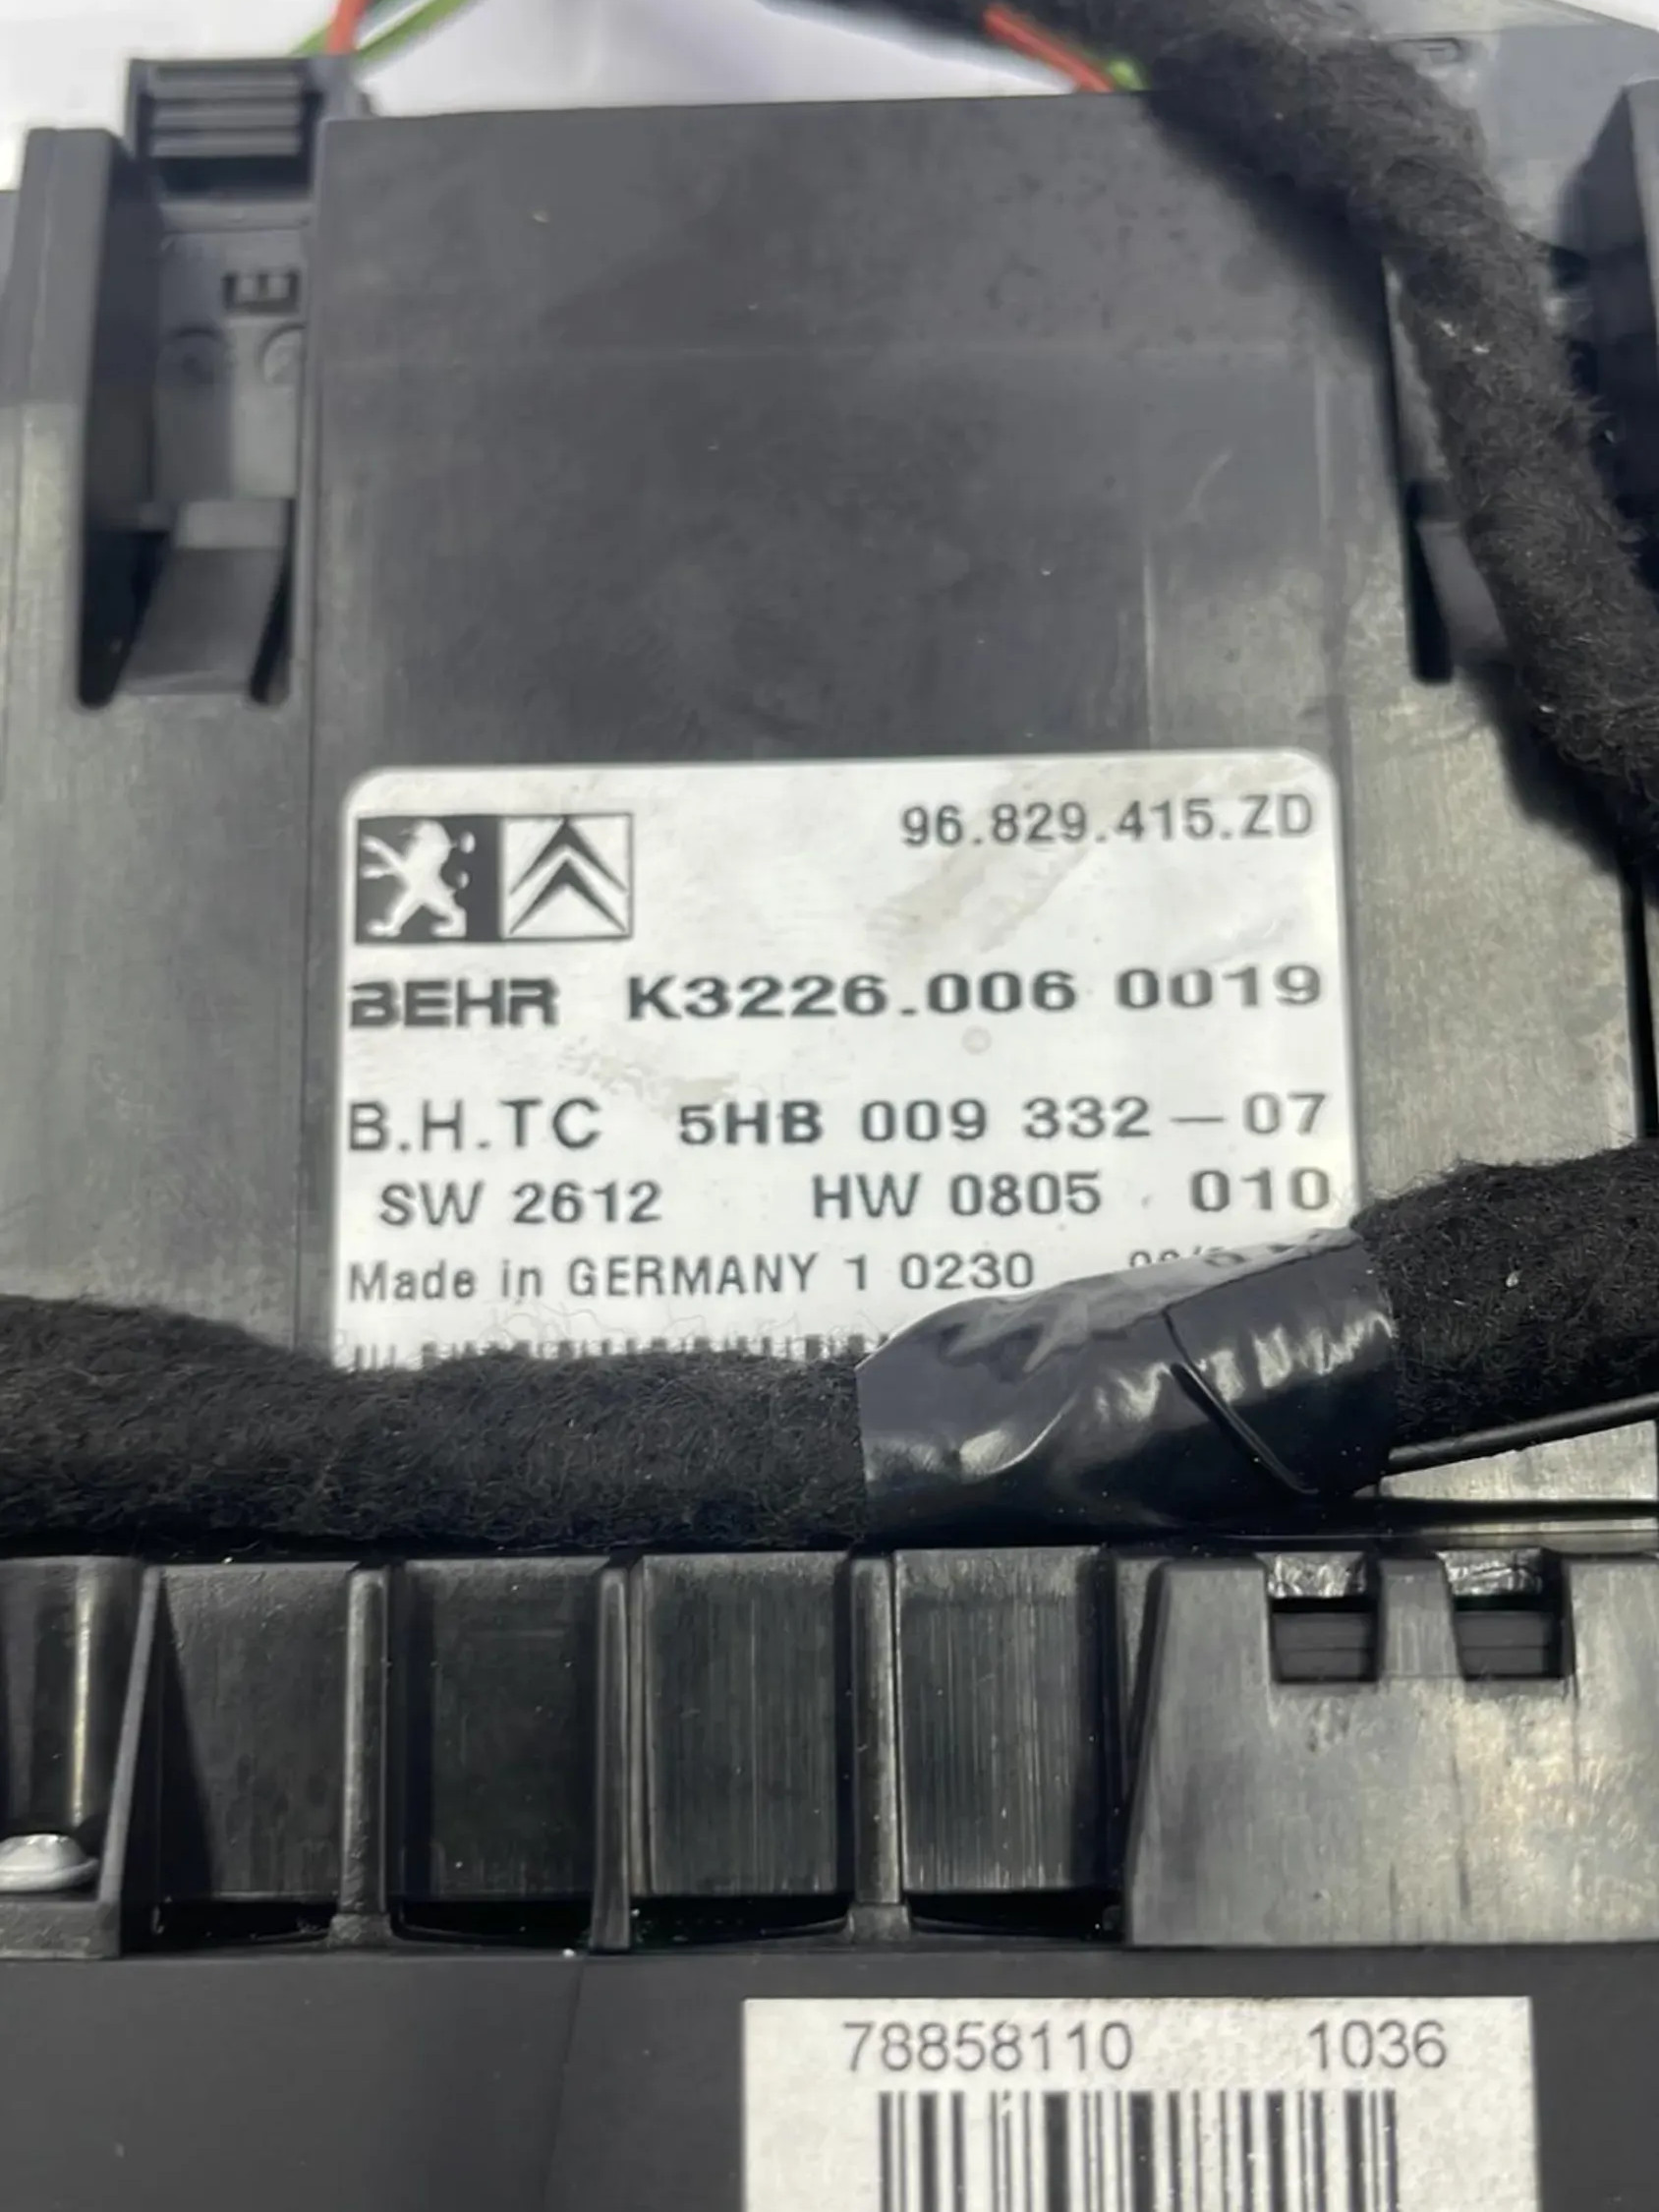 E
96.829.415.ZD
BEHR K3226.006 0019
B.H.TC 5HB 009 332-07
SW 2612 HW 0805 010
Made in GERMANY 1 0230
78858110 1036